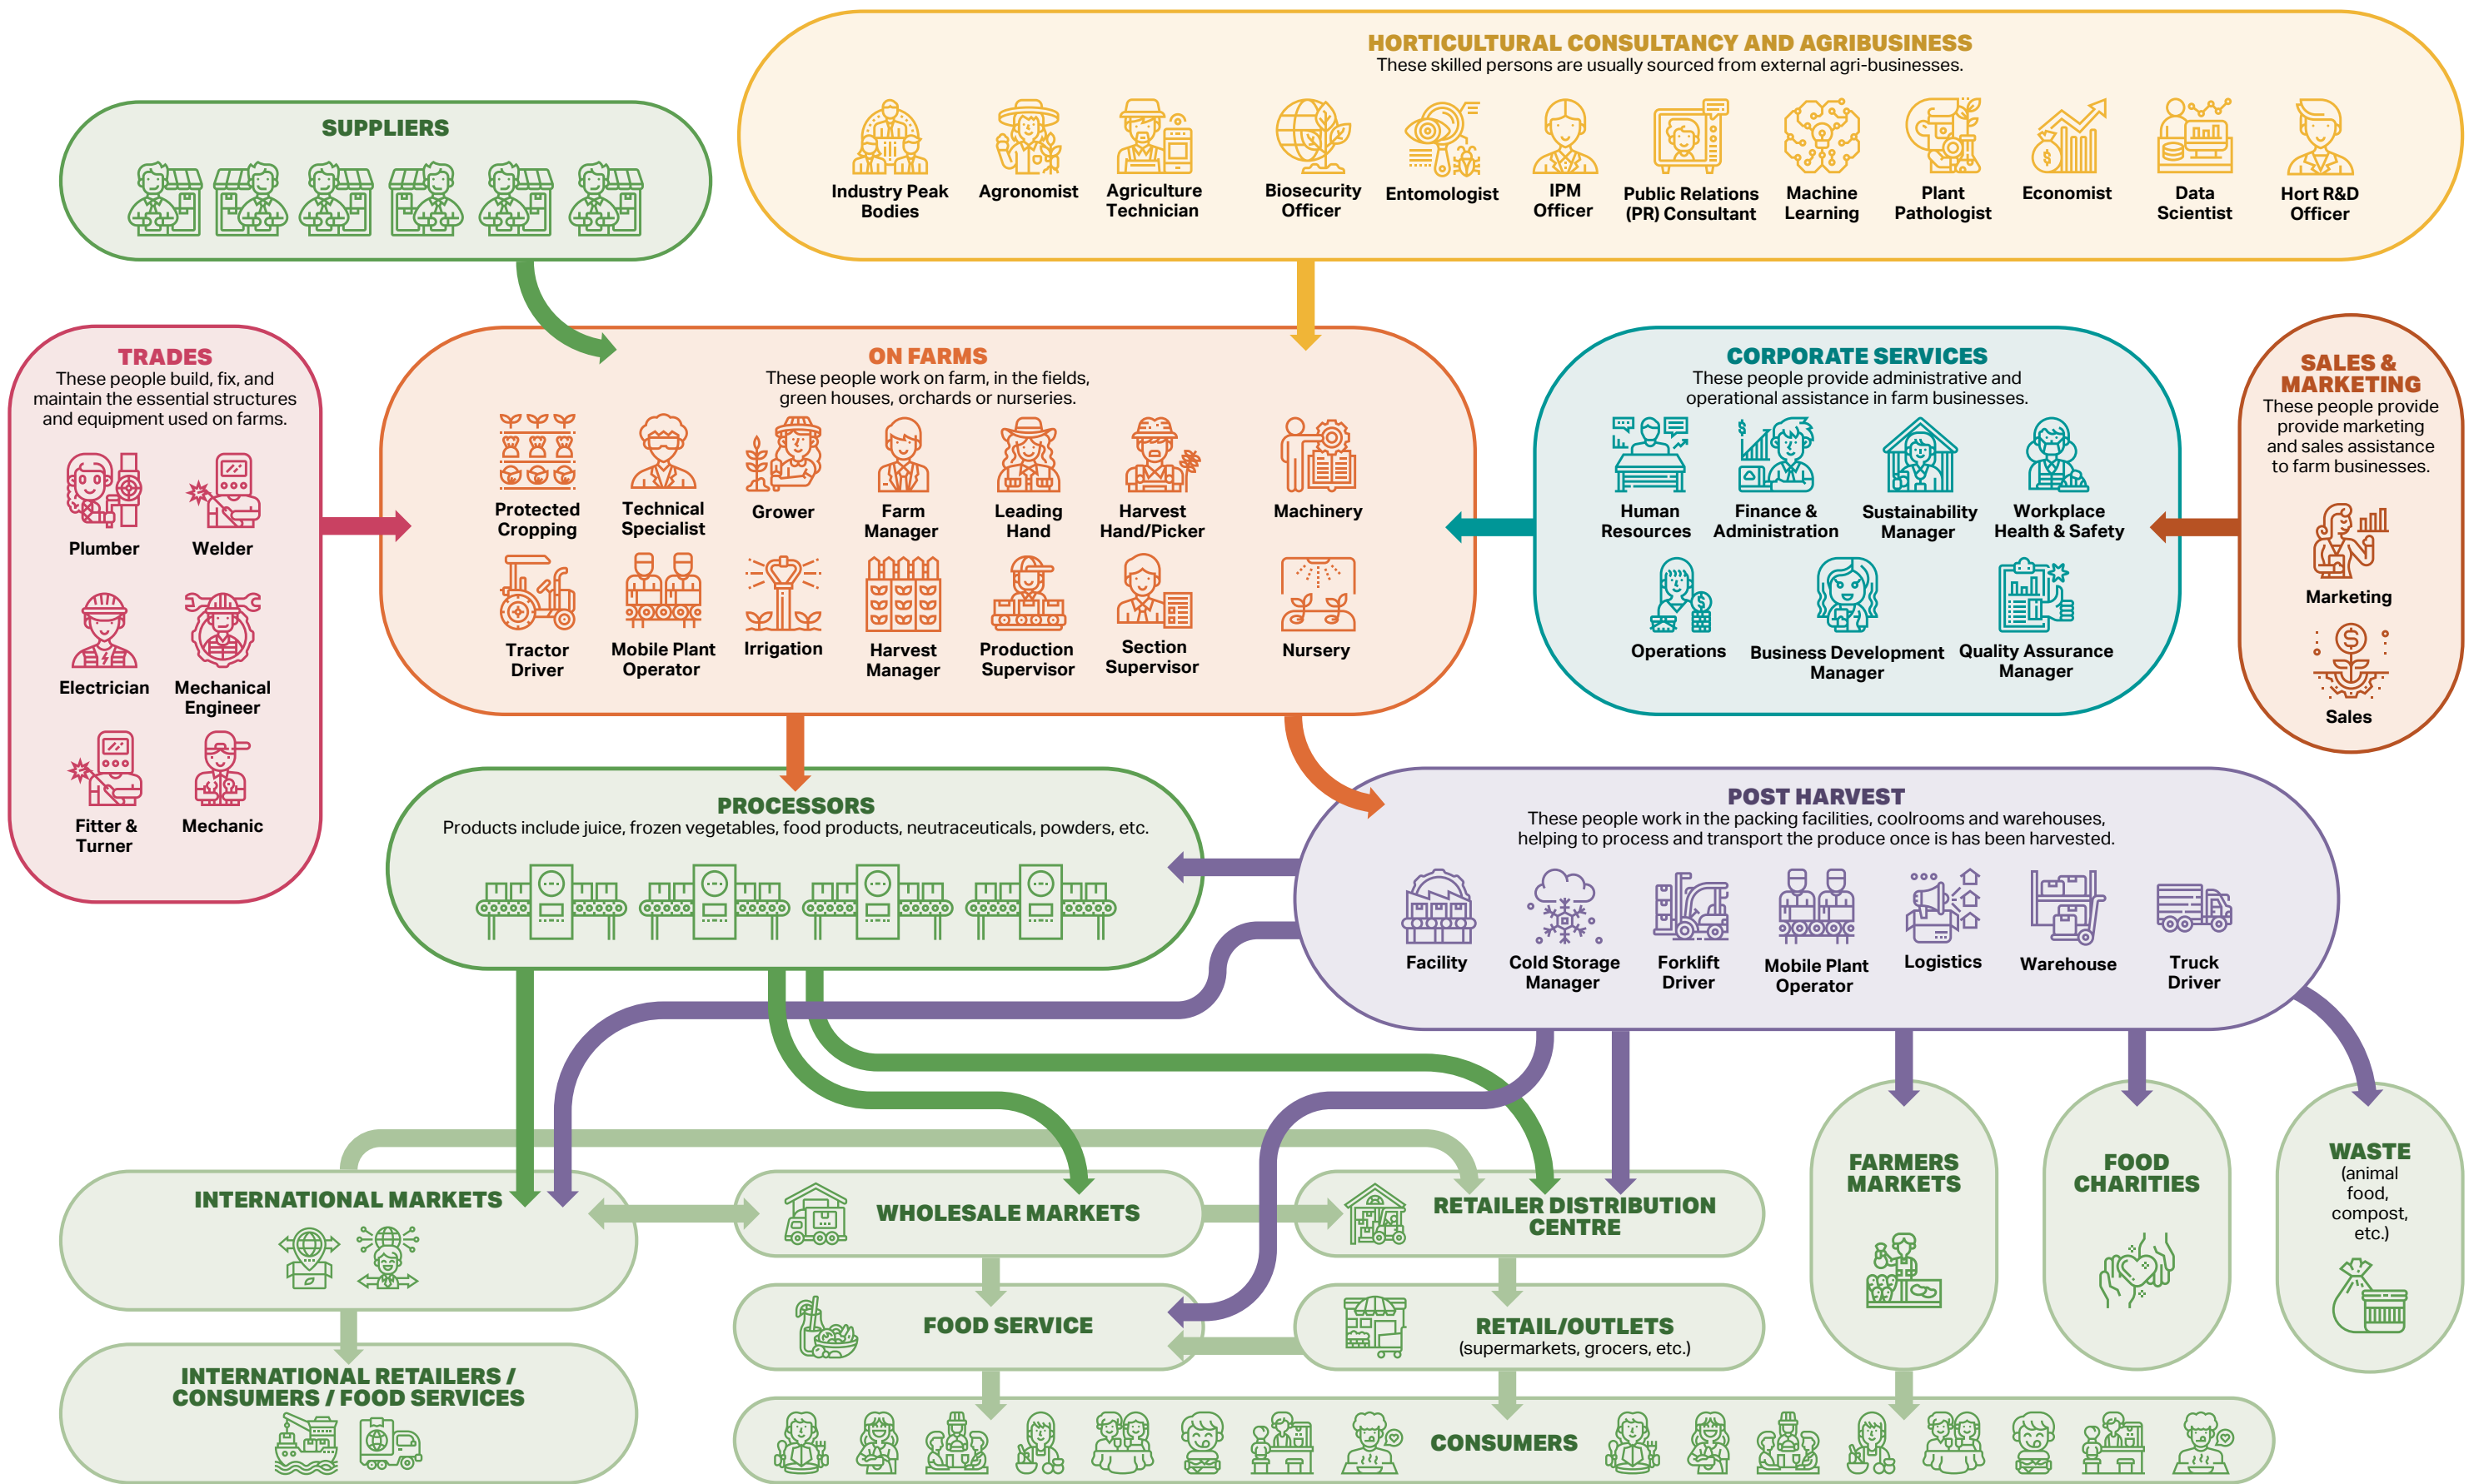 HORTICULTURAL CONSULTANCY AND AGRIBUSINESS
These skilled persons are usually sourced from external agri-businesses.
Industry Peak
Bodies
Agronomist
Agriculture
Technician
Biosecurity
Officer
Entomologist
IPM
Officer
Public Relations
(PR) Consultant
Machine
Learning
Plant
Pathologist
Economist
Data
Scientist
Hort R&D
Officer
SUPPLIERS
TRADES
These people build, fix, and
maintain the essential structures
and equipment used on farms.
Plumber
Welder
Electrician
Mechanical
Engineer
Fitter &
Turner
Mechanic
ON FARMS
These people work on farm, in the fields,
green houses, orchards or nurseries.
Protected
Cropping
Technical
Specialist
Grower
Farm
Manager
Leading
Hand
Harvest
Hand/Picker
Machinery
Tractor
Driver
Mobile Plant
Operator
Irrigation
Harvest
Manager
Production
Supervisor
Section
Supervisor
Nursery
CORPORATE SERVICES
These people provide administrative and
operational assistance in farm businesses.
Human
Resources
Finance &
Administration
Sustainability
Manager
Workplace
Health & Safety
Operations
Business Development
Manager
Quality Assurance
Manager
SALES &
MARKETING
These people provide
provide marketing
and sales assistance
to farm businesses.
Marketing
Sales
PROCESSORS
Products include juice, frozen vegetables, food products, neutraceuticals, powders, etc.
POST HARVEST
These people work in the packing facilities, coolrooms and warehouses,
helping to process and transport the produce once is has been harvested.
Facility
Cold Storage
Manager
Forklift
Driver
Mobile Plant
Operator
Logistics
Warehouse
Truck
Driver
INTERNATIONAL MARKETS
WHOLESALE MARKETS
RETAILER DISTRIBUTION
CENTRE
FARMERS
MARKETS
FOOD
CHARITIES
WASTE
(animal
food,
compost,
etc.)
FOOD SERVICE
RETAIL/OUTLETS
(supermarkets, grocers, etc.)
INTERNATIONAL RETAILERS /
CONSUMERS / FOOD SERVICES
CONSUMERS